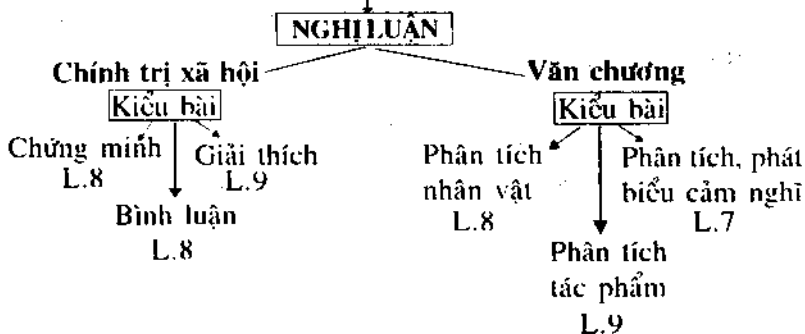 NGHỊ LUẬN
Chính trị xã hội
Văn chương
Kiểu bài
Kiểu bài
Chứng minh
L.8
Giải thích
L.9
Bình luận
L.8
Phân tích
nhân vật
L.8
Phân tích, phát
biểu cảm nghĩ
L.7
Phân tích
tác phẩm
L.9